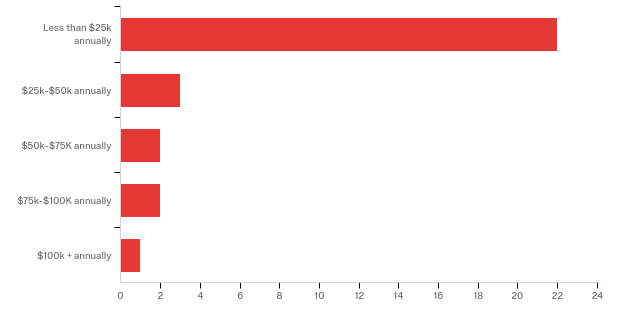 Less than $25k
annually
$25k-$50k annually
$50k-$75K annually
$75k-$100K annually
$100k + annually
0 2 4 6 8 10 12 14 16 18 20 22 24